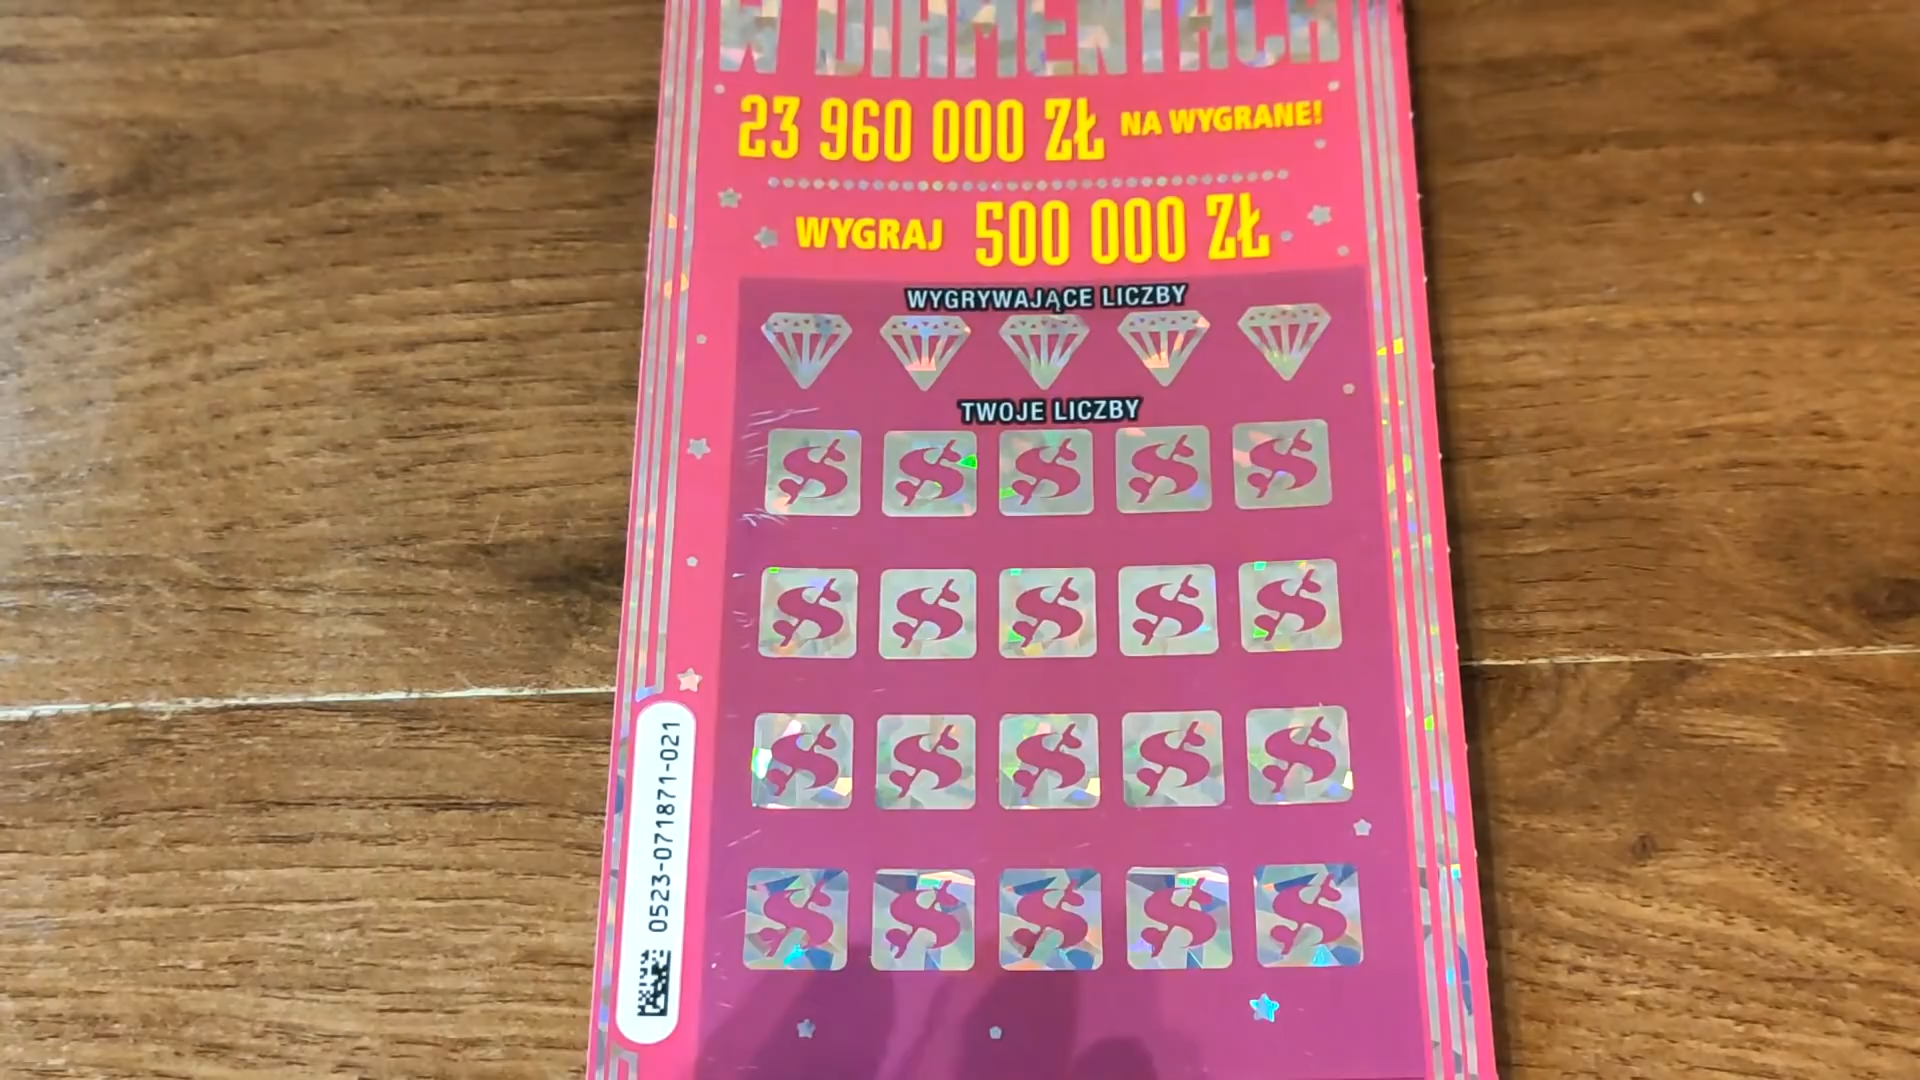 W DIAMENTACH
23 960 000 ZŁ NA WYGRANE!
WYGRAJ 500 000 ZŁ
WYGRYWAJĄCE LICZBY
TWOJE LICZBY
0523-071871-021